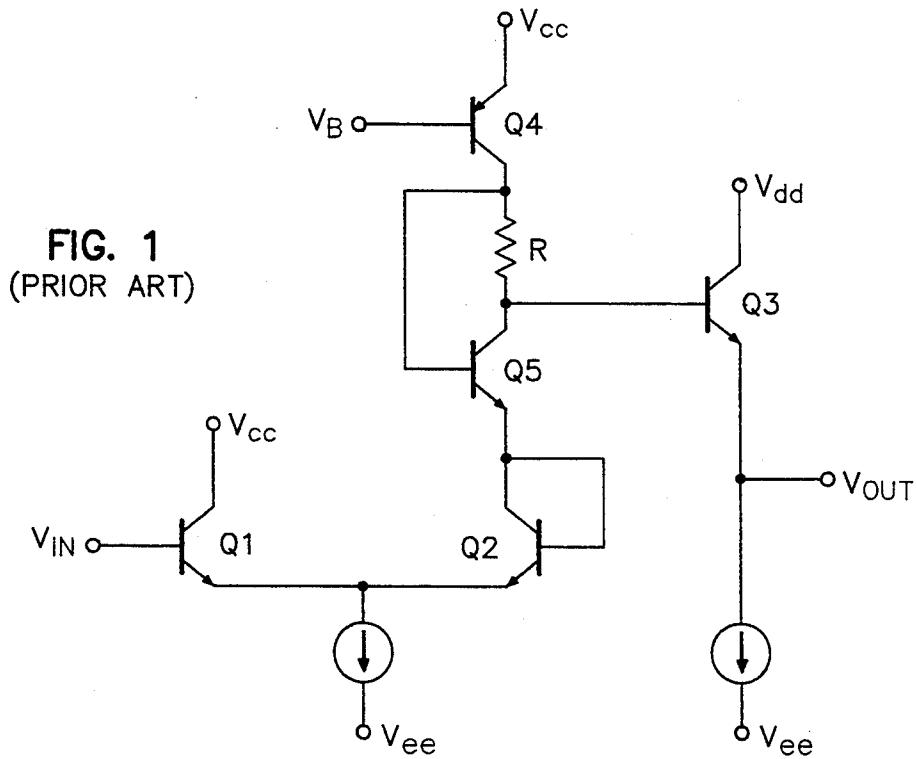 Vcc
VB
Q4
Vdd
FIG. 1
(PRIOR ART)
R
Q3
Q5
Vcc
VOUT
VIN
Q1
Q2
Vee
Vee